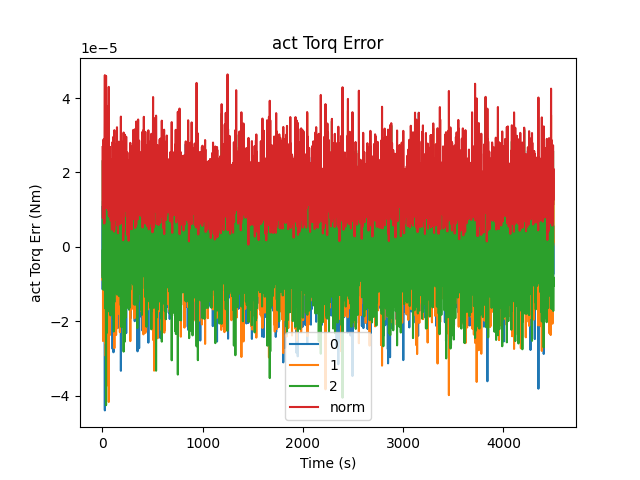 act Torq Error
1e−5
act Torq Err (Nm)
4
2
0
−2
−4
0
1
2
norm
0
1000
2000
3000
4000
Time (s)